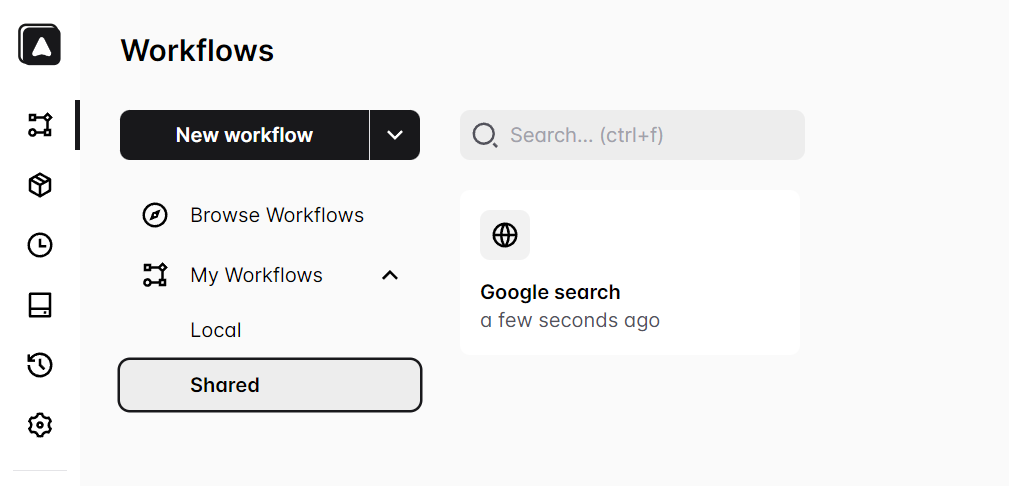 Workflows
New workflow
Search... (ctrl+f)
Browse Workflows
My Workflows
Local
Shared
Google search
a few seconds ago